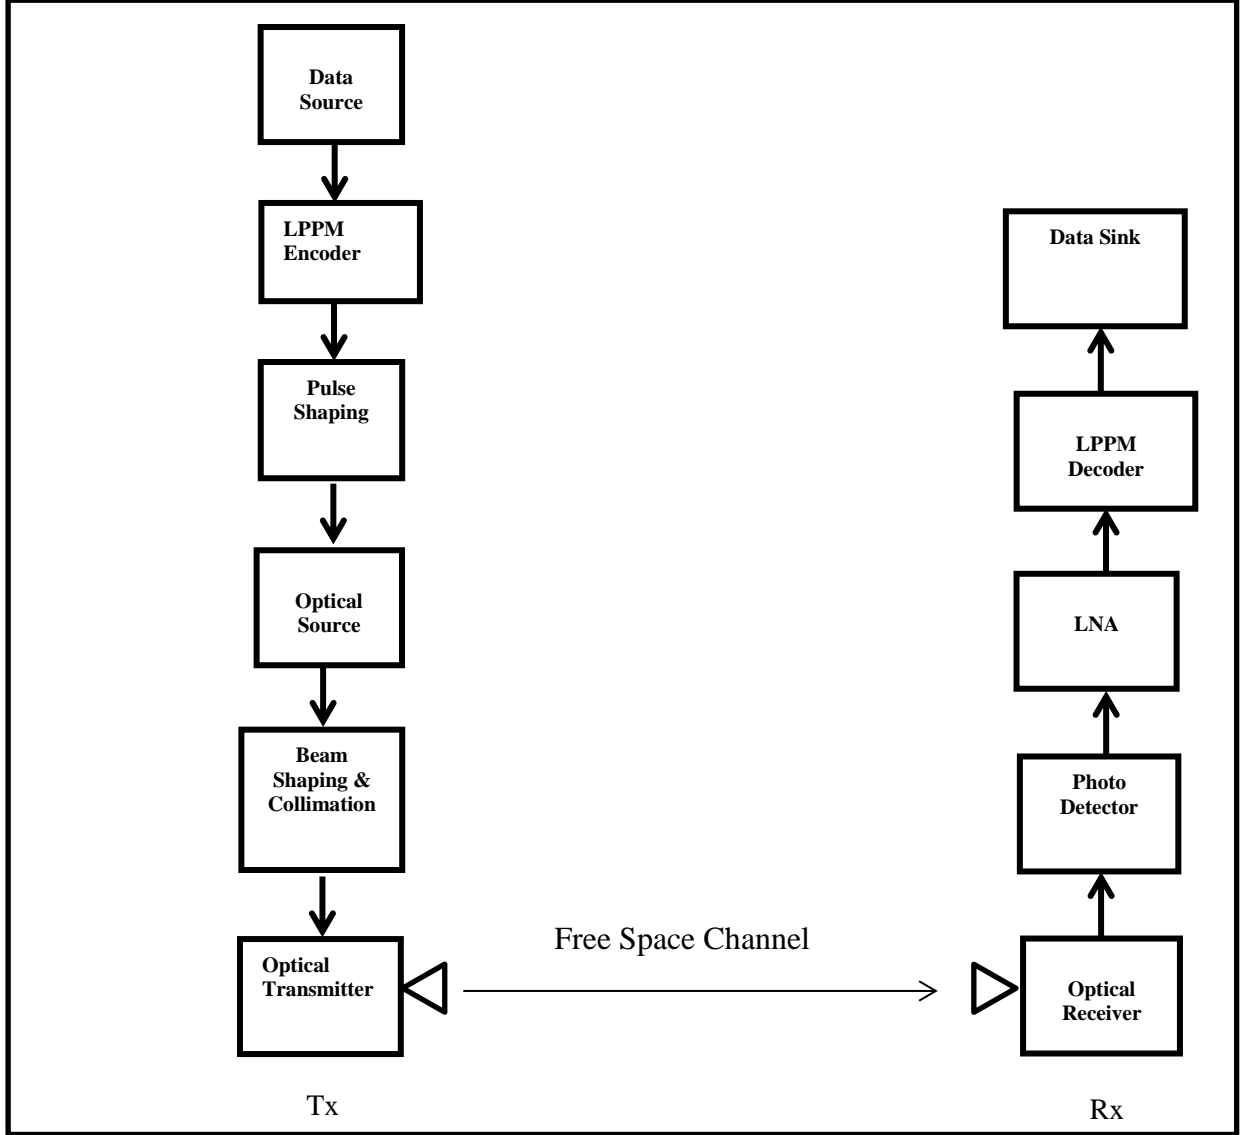 Data
Source
LPPM
Encoder
Pulse
Shaping
Optical
Source
Beam
Shaping &
Collimation
Optical
Transmitter
Tx
Free Space Channel
Data Sink
LPPM
Decoder
LNA
Photo
Detector
Optical
Receiver
Rx